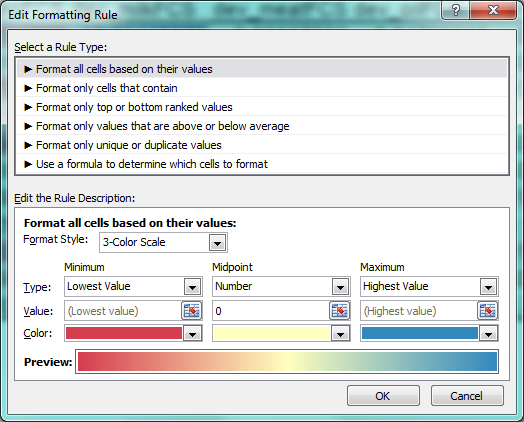 Edit Formatting Rule
Select a Rule Type:
► Format all cells based on their values
► Format only cells that contain
► Format only top or bottom ranked values
► Format only values that are above or below average
► Format only unique or duplicate values
► Use a formula to determine which cells to format
Edit the Rule Description:
Format all cells based on their values:
Format Style: 3-Color Scale
Minimum Midpoint Maximum
Type: Lowest Value Number Highest Value
Value: (Lowest value) 0 (Highest value)
Color:
Preview:
OK Cancel